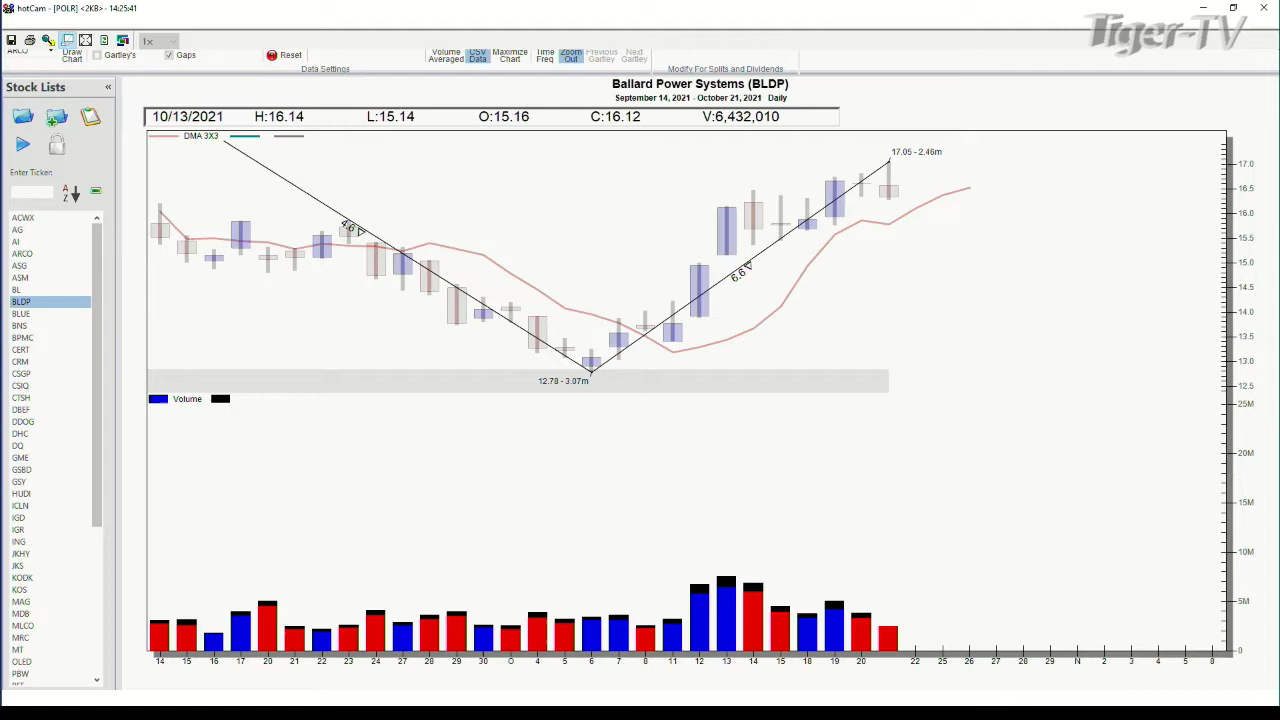 hotCam - [POLR] <2KB> - 14:25:41
Tiger-TV
1x
ARCO
Draw Chart
Gartley's
Gaps
Reset
Volume Averaged
CSV Data
Maximize Chart
Time Freq
Zoom Out
Previous Gartley
Next Gartley
Data Settings
Modify For Splits and Dividends
Stock Lists
«
Enter Ticker:
A
Z
ACWX
AG
AI
ARCO
ASG
ASM
BL
BLDP
BLUE
BNS
BPMC
CERT
CRM
CSGP
CSIQ
CTSH
DBEF
DDOG
DHC
DQ
GME
GSBD
GSY
HUDI
ICLN
IGD
IGR
ING
JKHY
JKS
KODK
KOS
MAG
MDB
MLCO
MRC
MT
OLED
PBW
Ballard Power Systems (BLDP)
September 14, 2021 - October 21, 2021 Daily
10/13/2021 H:16.14 L:15.14 O:15.16 C:16.12 V:6,432,010
DMA 3X3
17.05 - 2.46m
4.6
6.6
12.78 - 3.07m
17.0
16.5
16.0
15.5
15.0
14.5
14.0
13.5
13.0
12.5
Volume
25M
20M
15M
10M
5M
0
14 15 16 17 20 21 22 23 24 27 28 29 30 O 4 5 6 7 8 11 12 13 14 15 18 19 20 22 25 26 27 28 29 N 2 3 4 5 8